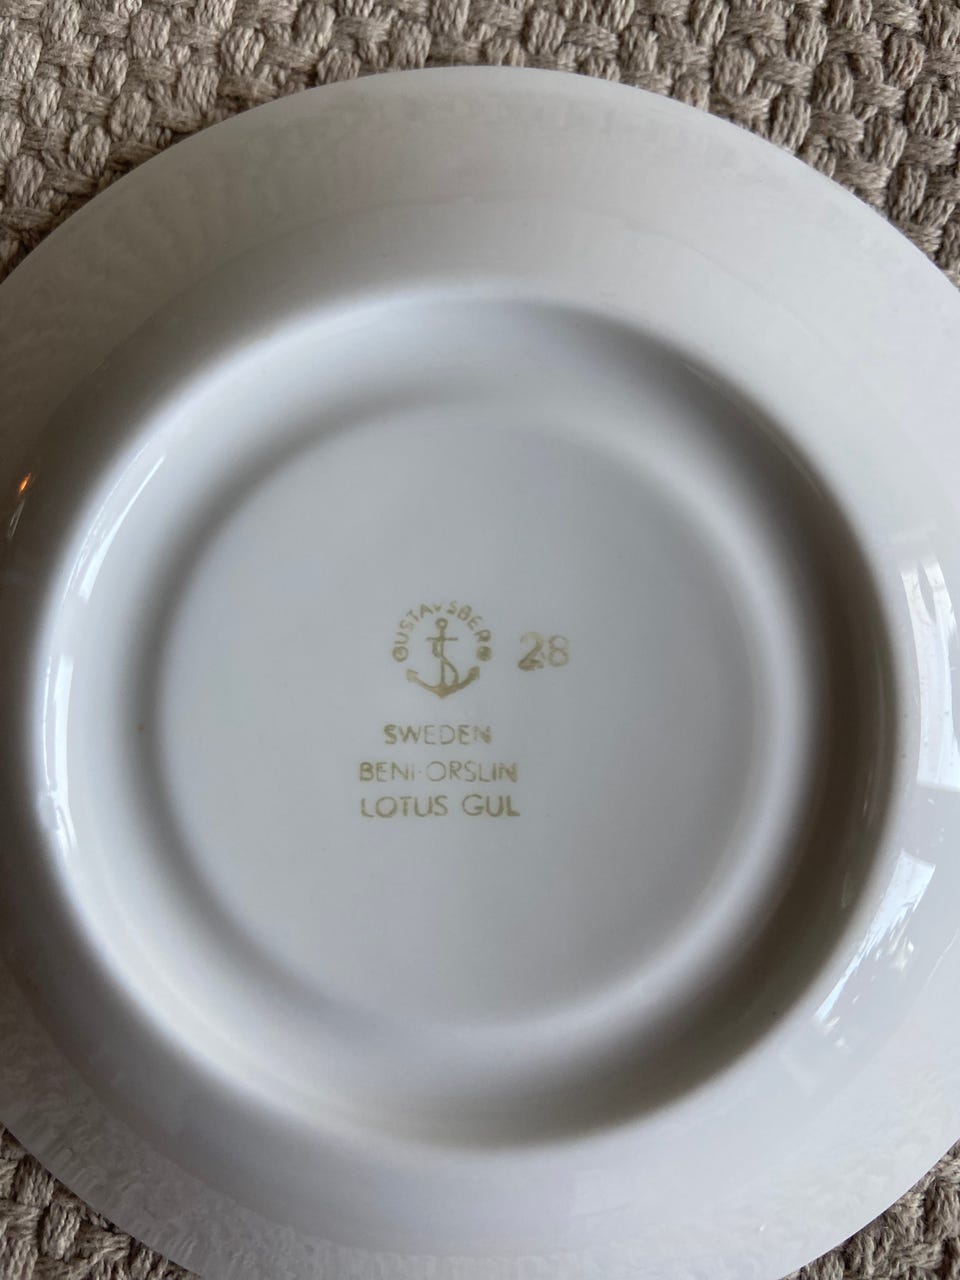 GUSTAVSBERG
28
SWEDEN
BENI-ORSLIN
LOTUS GUL